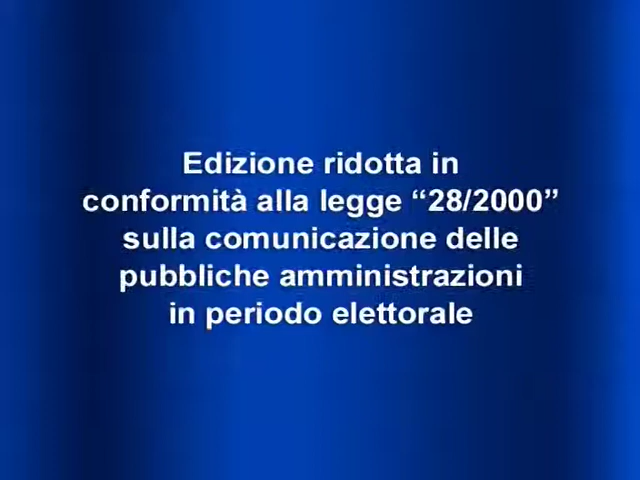 Edizione ridotta in
conformità alla legge “28/2000”
sulla comunicazione delle
pubbliche amministrazioni
in periodo elettorale